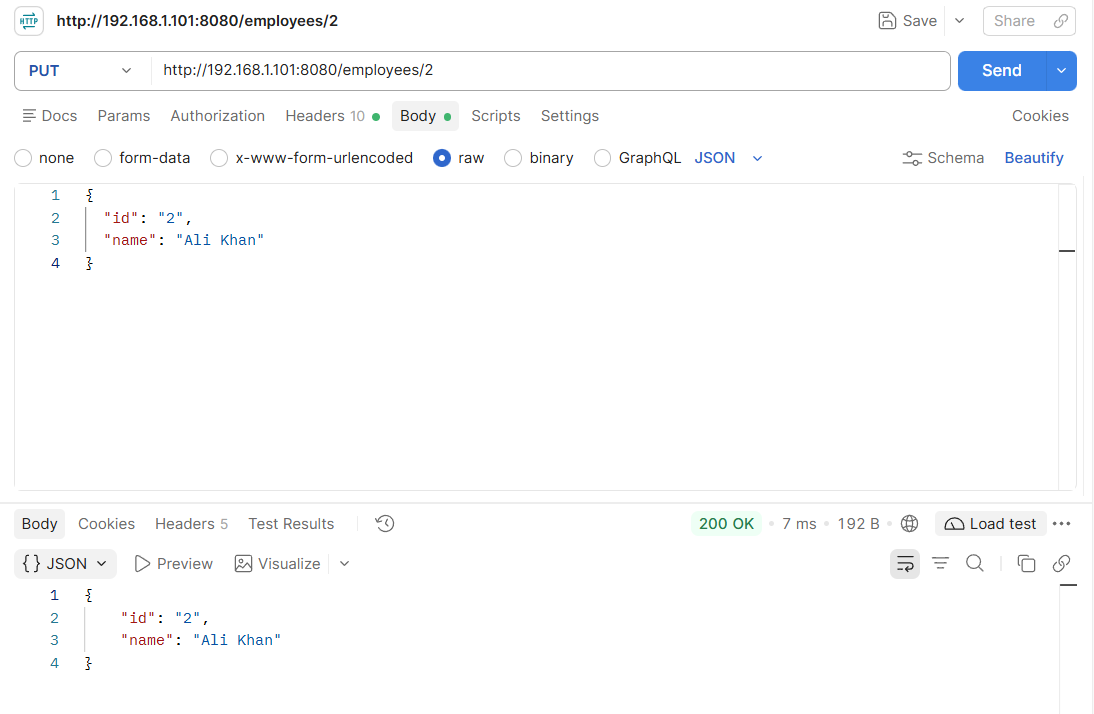 HTTP http://192.168.1.101:8080/employees/2 Save Share
PUT http://192.168.1.101:8080/employees/2 Send
Docs Params Authorization Headers 10 Body Scripts Settings Cookies
none form-data x-www-form-urlencoded raw binary GraphQL JSON Schema Beautify
1 {
2 "id": "2",
3 "name": "Ali Khan"
4 }
Body Cookies Headers 5 Test Results 200 OK • 7 ms • 192 B • Load test
{} JSON Preview Visualize
1 {
2 "id": "2",
3 "name": "Ali Khan"
4 }